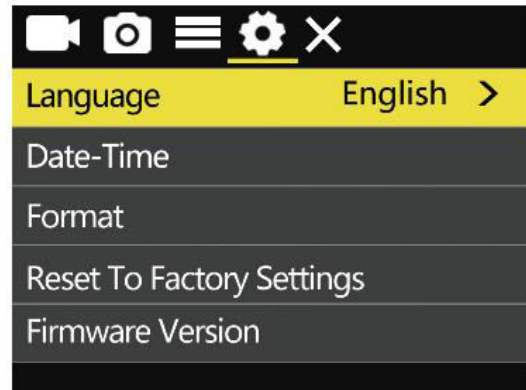 Language English >
Date-Time
Format
Reset To Factory Settings
Firmware Version